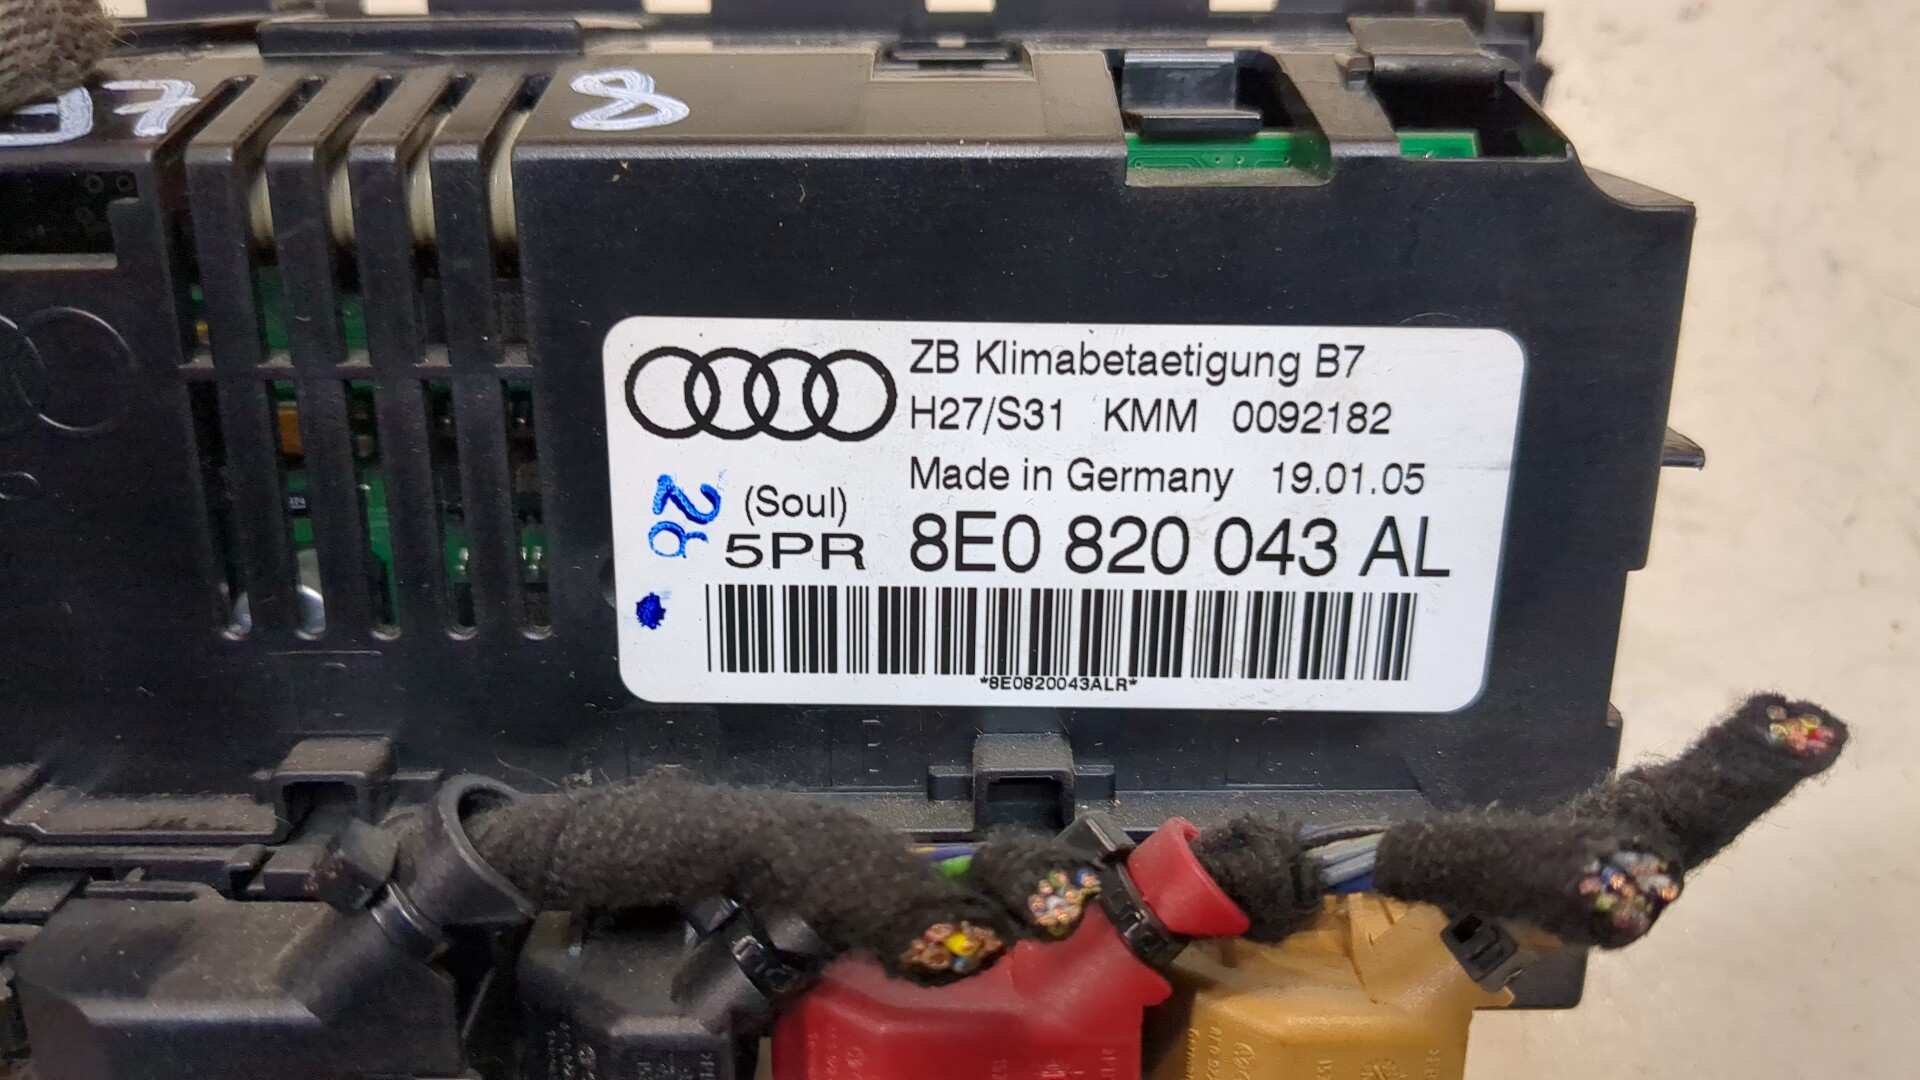 8
ZB Klimabetaetigung B7
H27/S31 KMM 0092182
Made in Germany 19.01.05
26
(Soul)
5PR 8E0 820 043 AL
*8E0820043ALR*